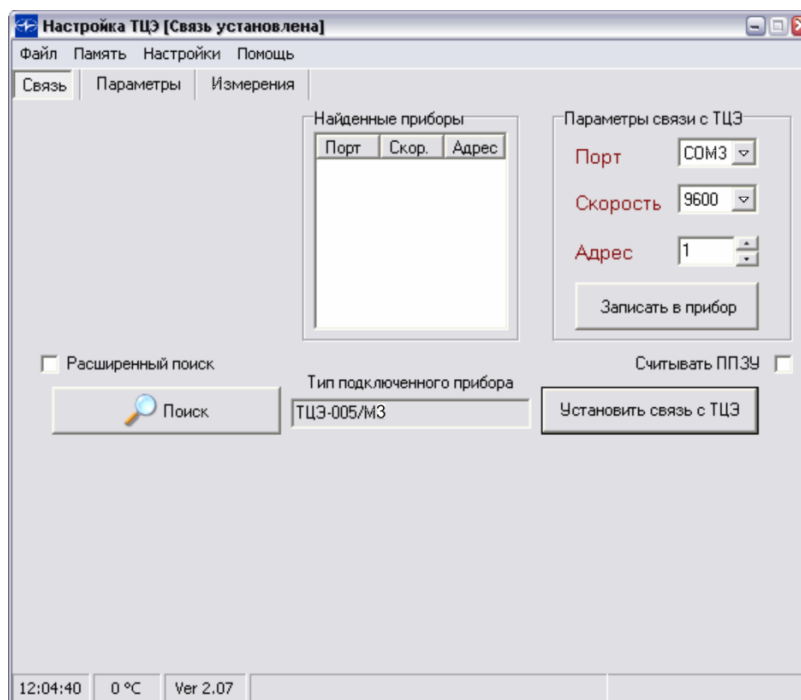 Настройка ТЦЭ [Связь установлена]
Файл Память Настройки Помощь
Связь Параметры Измерения
Найденные приборы
Порт Скор. Адрес
Параметры связи с ТЦЭ
Порт COM3
Скорость 9600
Адрес 1
Записать в прибор
Расширенный поиск
Считывать ППЗУ
Тип подключенного прибора
Поиск
ТЦЭ-005/М3
Установить связь с ТЦЭ
12:04:40 0 °C Ver 2.07